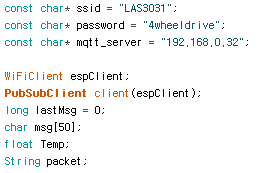 const char* ssid = "LAS3031";
const char* password = "4wheeldrive";
const char* mqtt_server = "192,168,0,32";
WiFiClient espClient;
PubSubClient client(espClient);
long lastMsg = 0;
char msg[50];
float Temp;
String packet;